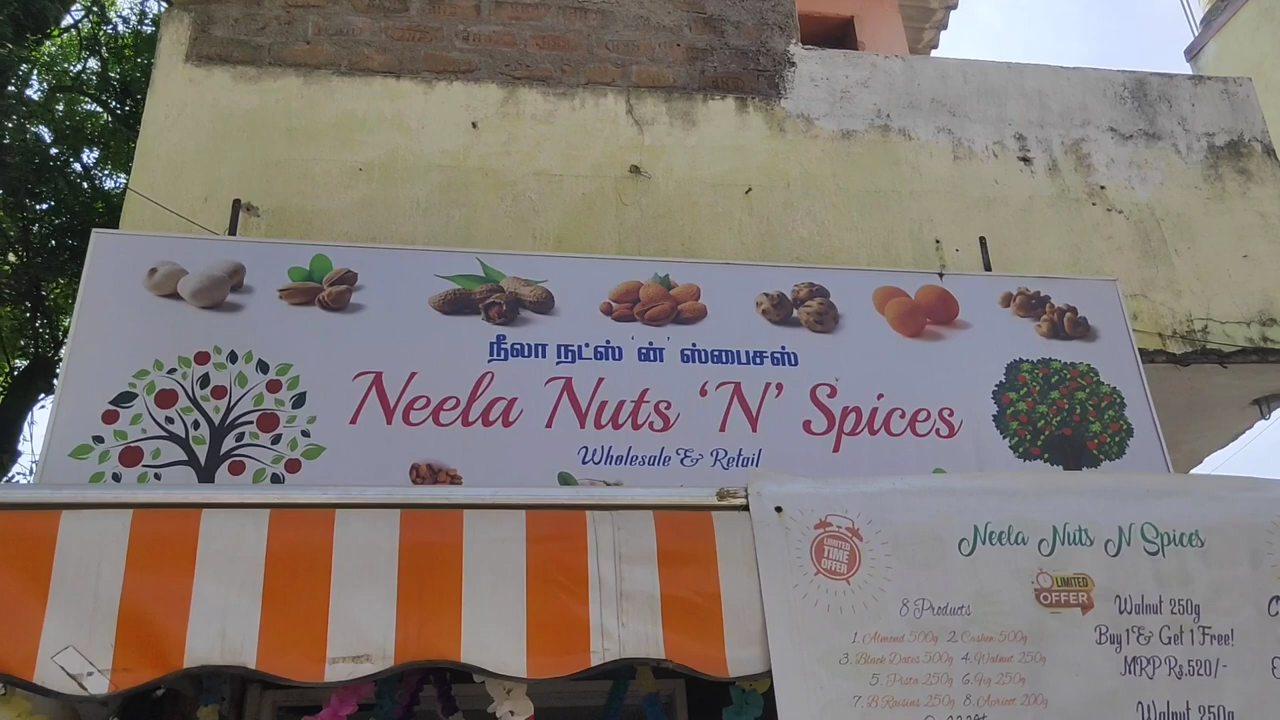 நீலா நட்ஸ் 'ன்' ஸ்பைசஸ்
Neela Nuts 'N' Spices
Wholesale & Retail
Neela Nuts N Spices
LIMITED
TIME
OFFER
LIMITED
OFFER
8 Products
1. Almond 500g 2. Cashew 500g
3. Black Dates 500g 4. Walnut 250g
5. Pista 250g 6. Fig 250g
7. B Raisins 250g 8. Apricot 200g
Walnut 250g
Buy 1 & Get 1 Free!
MRP Rs.520/-
Walnut 250g